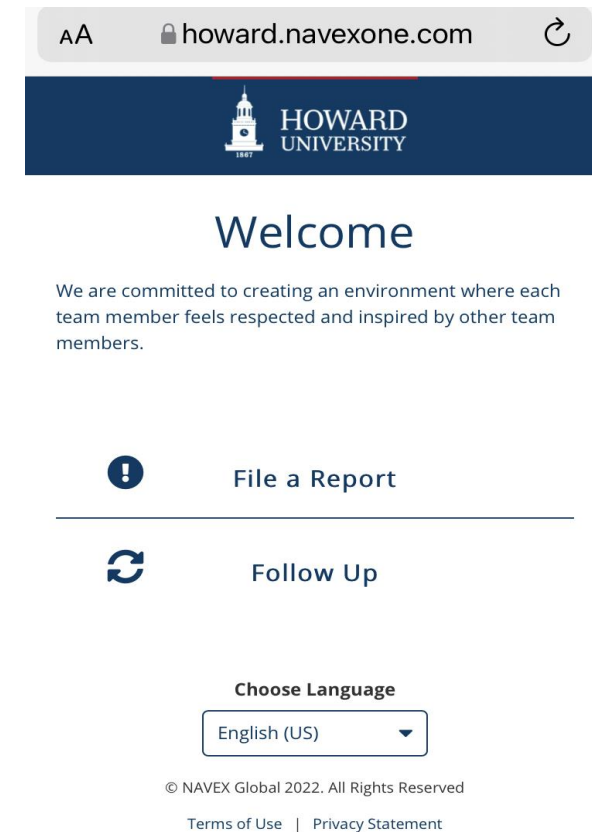 AA howard.navexone.com
HOWARD
UNIVERSITY
1867
Welcome
We are committed to creating an environment where each
team member feels respected and inspired by other team
members.
! File a Report
Follow Up
Choose Language
English (US)
© NAVEX Global 2022. All Rights Reserved
Terms of Use | Privacy Statement